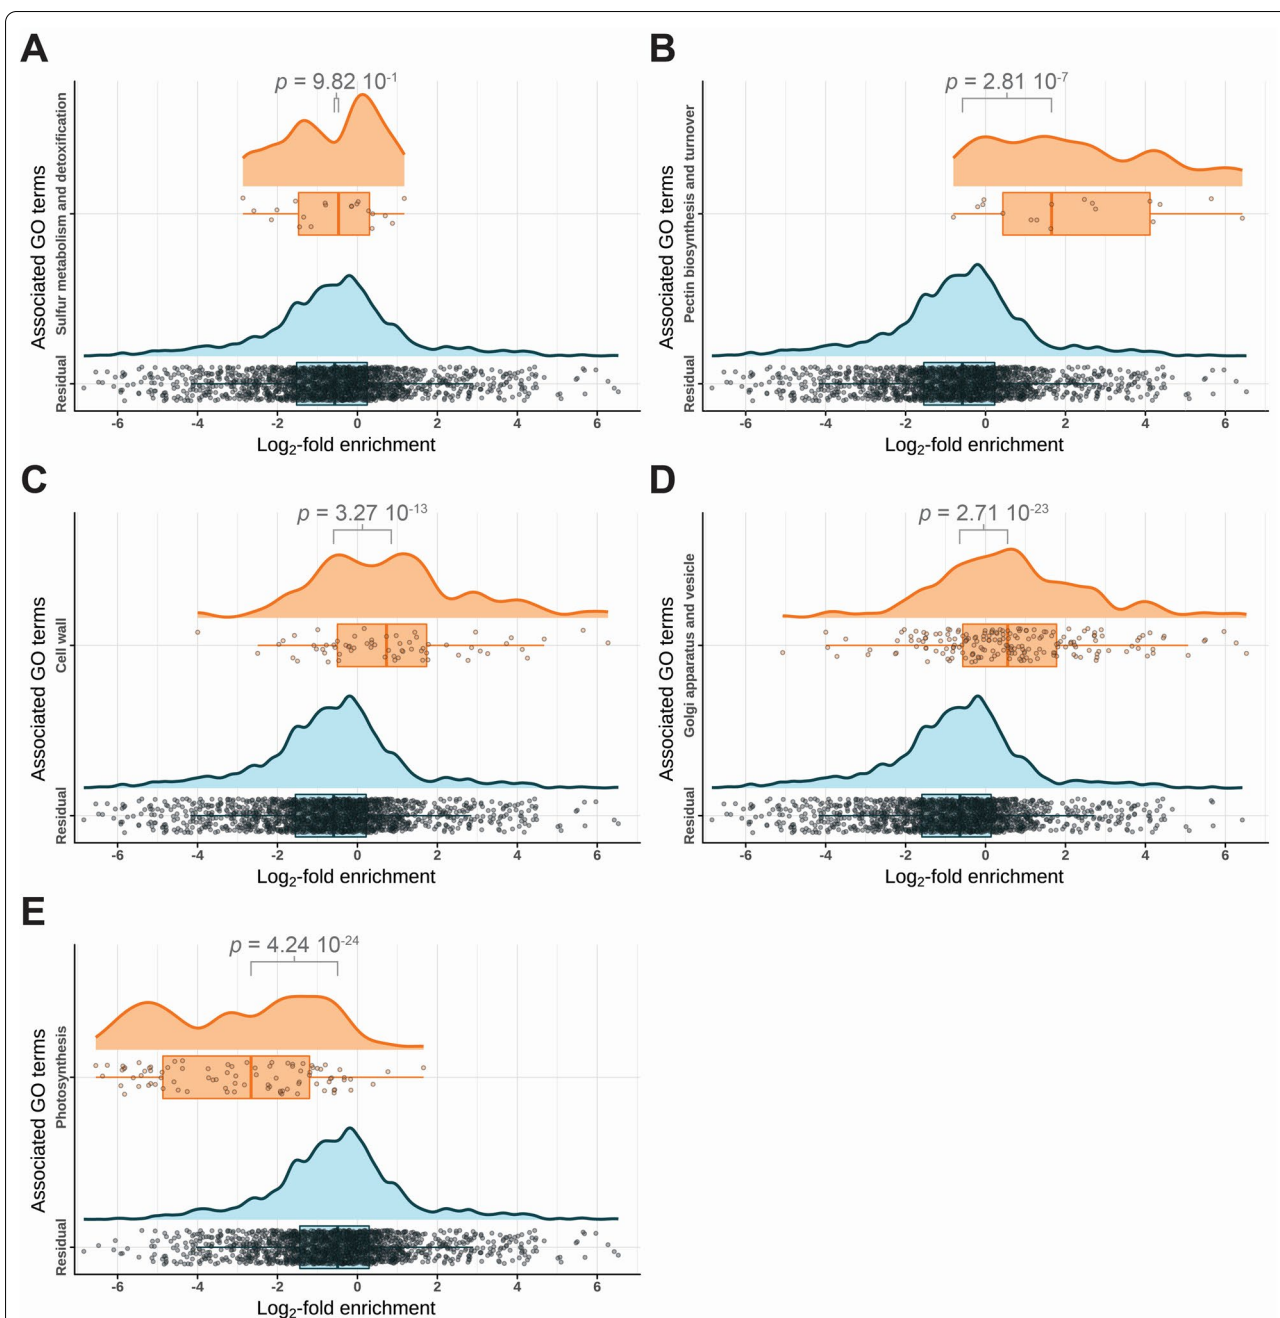 A
p = 9.82 10-1
Associated GO terms
Sulfur metabolism and detoxification
Residual
-6 -4 -2 0 2 4 6
Log2-fold enrichment
B
p = 2.81 10-7
Associated GO terms
Pectin biosynthesis and turnover
Residual
-6 -4 -2 0 2 4 6
Log2-fold enrichment
C
p = 3.27 10-13
Associated GO terms
Cell wall
Residual
-6 -4 -2 0 2 4 6
Log2-fold enrichment
D
p = 2.71 10-23
Associated GO terms
Golgi apparatus and vesicle
Residual
-6 -4 -2 0 2 4 6
Log2-fold enrichment
E
p = 4.24 10-24
Associated GO terms
Photosynthesis
Residual
-6 -4 -2 0 2 4 6
Log2-fold enrichment